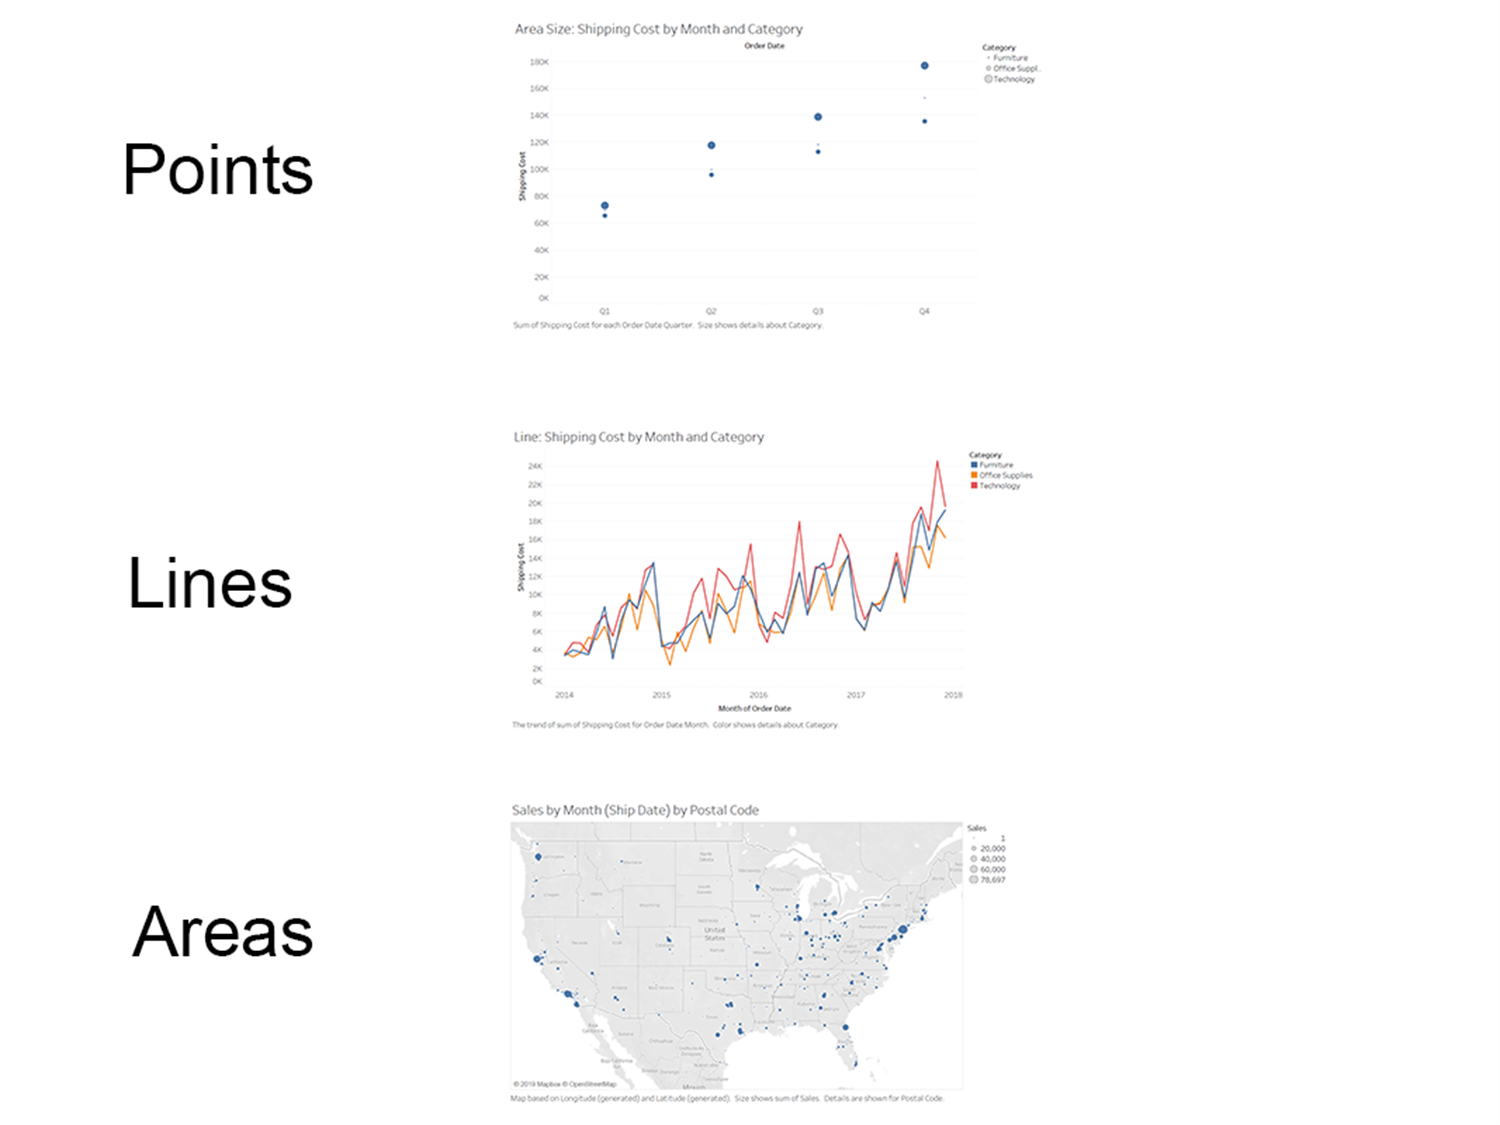 Points
Area Size: Shipping Cost by Month and Category
Order Date
Category
Furniture
Office Suppl..
Technology
Shipping Cost
180K
160K
140K
120K
100K
80K
60K
40K
20K
0K
Q1 Q2 Q3 Q4
Sum of Shipping Cost for each Order Date Quarter. Size shows details about Category.
Lines
Line: Shipping Cost by Month and Category
Category
Furniture
Office Supplies
Technology
Shipping Cost
24K
22K
20K
18K
16K
14K
12K
10K
8K
6K
4K
2K
0K
2014 2015 2016 2017 2018
Month of Order Date
The trend of sum of Shipping Cost for Order Date Month. Color shows details about Category.
Areas
Sales by Month (Ship Date) by Postal Code
Sales
1
20,000
40,000
60,000
78,697
United
States
Mexico
© 2019 Mapbox © OpenStreetMap
Map based on Longitude (generated) and Latitude (generated). Size shows sum of Sales. Details are shown for Postal Code.